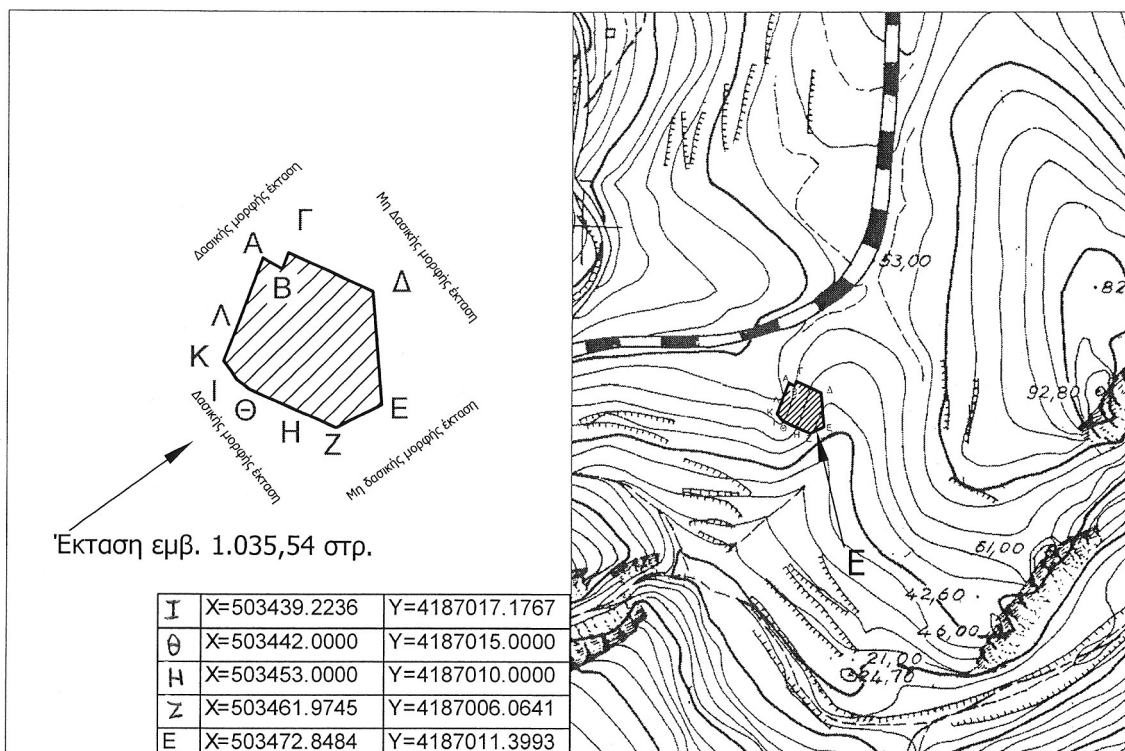 Δασικής μορφής έκταση
Μη Δασικής μορφής έκταση
Γ
Α
Β
Δ
Λ
Κ
Ι
Θ
Η
Ζ
Ε
Δασικής μορφής έκταση
Μη δασικής μορφής έκταση
Έκταση εμβ. 1.035,54 στρ.
Ι X=503439.2236 Y=4187017.1767
Θ X=503442.0000 Y=4187015.0000
Η X=503453.0000 Y=4187010.0000
Ζ X=503461.9745 Y=4187006.0641
Ε X=503472.8484 Y=4187011.3993
53,00
82
92,80
Γ
Δ
Κ
Θ
Η
Ε
Ε
61,00
42,60
46,00
21,00
24,70